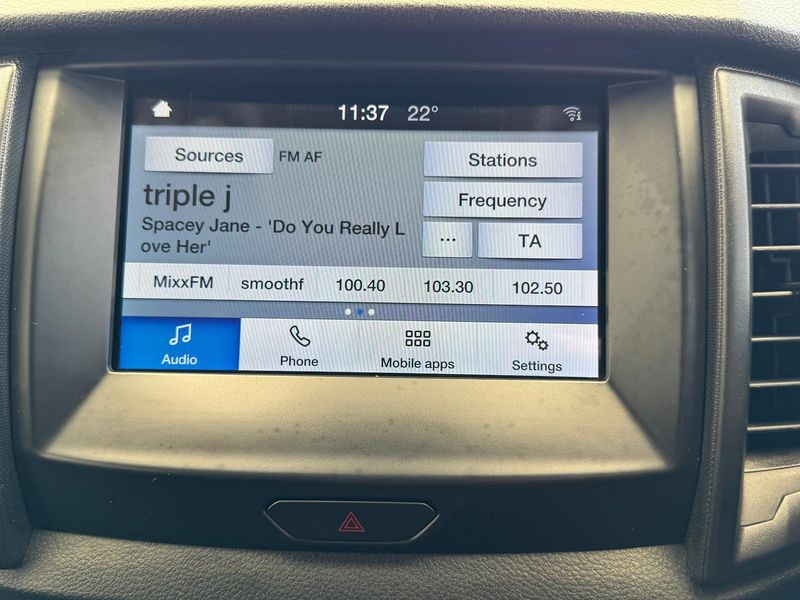 11:37 22°
Sources FM AF Stations
triple j
Frequency
Spacey Jane - 'Do You Really L
ove Her'
... TA
MixxFM smoothf 100.40 103.30 102.50
Audio Phone Mobile apps Settings